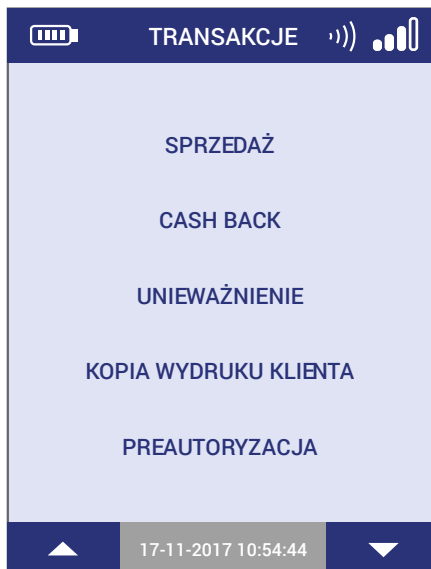 TRANSAKCJE
SPRZEDAŻ
CASH BACK
UNIEWAŻNIENIE
KOPIA WYDRUKU KLIENTA
PREAUTORYZACJA
17-11-2017 10:54:44